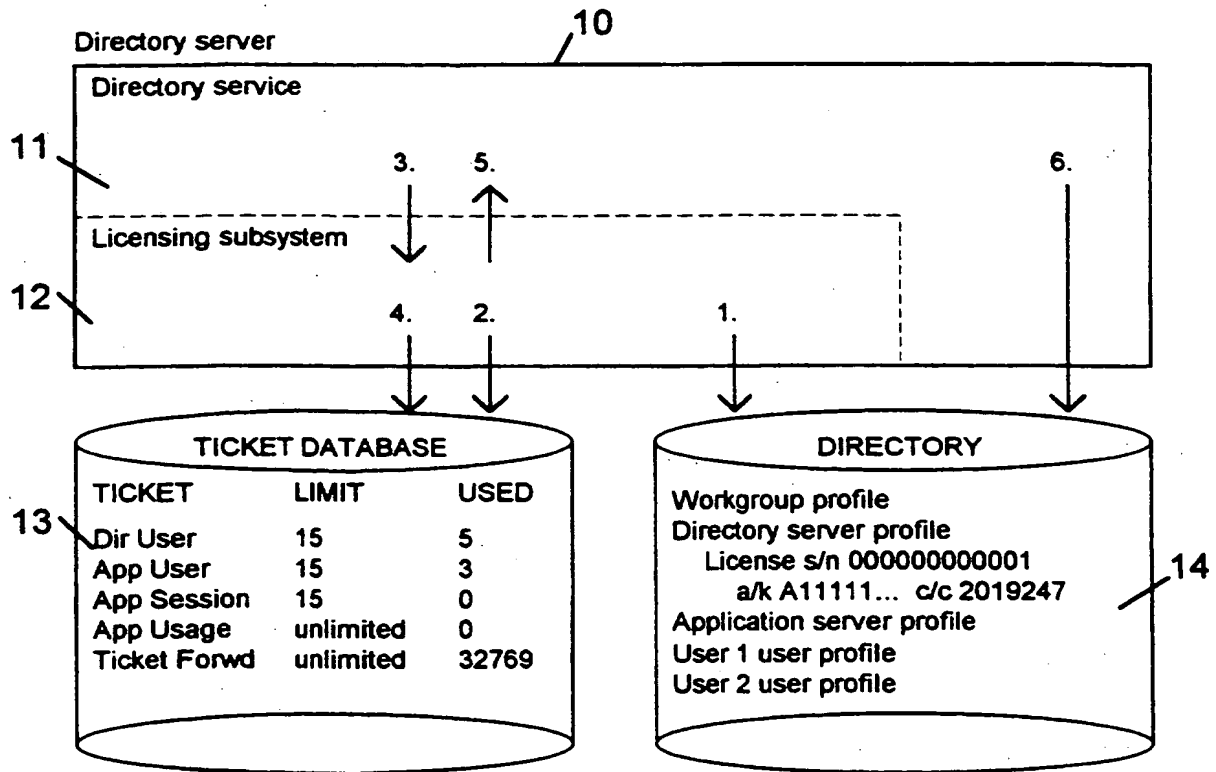 10
Directory server
Directory service
11
3. 5. 6.
Licensing subsystem
12
4. 2. 1.
TICKET DATABASE
TICKET LIMIT USED
13
Dir User 15 5
App User 15 3
App Session 15 0
App Usage unlimited 0
Ticket Forwd unlimited 32769
DIRECTORY
Workgroup profile
Directory server profile
License s/n 000000000001
a/k A11111... c/c 2019247
14
Application server profile
User 1 user profile
User 2 user profile